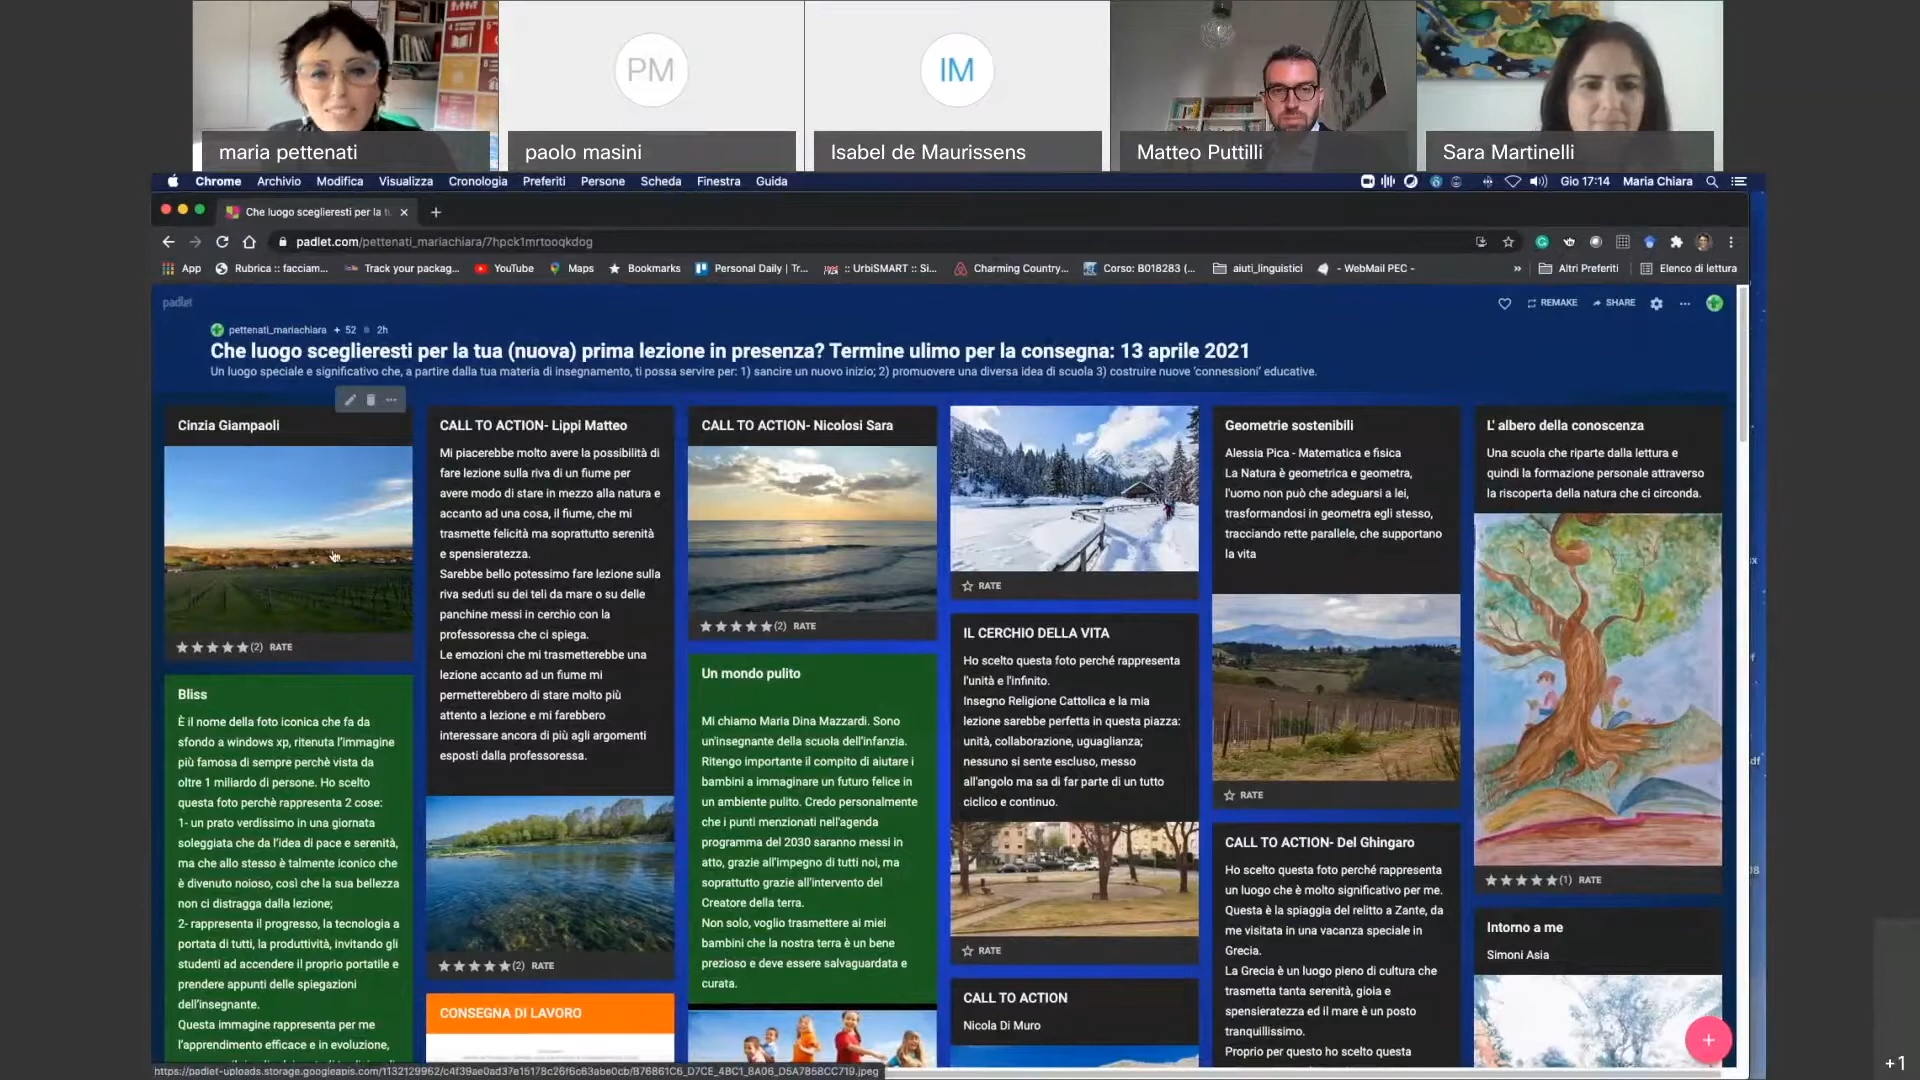 PM
IM
maria pettenati
paolo masini
Isabel de Maurissens
Matteo Puttilli
Sara Martinelli
Chrome Archivio Modifica Visualizza Cronologia Preferiti Persone Scheda Finestra Guida
Gio 17:14 Maria Chiara
Che luogo sceglieresti per la t
padlet.com/pettenati_mariachiara/7hpck1mrtooqkdog
App
Rubrica :: facciam...
Track your packag...
YouTube
Maps
Bookmarks
Personal Daily | Tr...
:: UrbiSMART :: Si...
Charming Country...
Corso: B018283 (...
aiuti_linguistici
- WebMail PEC -
»
Altri Preferiti
Elenco di lettura
padlet
REMAKE
SHARE
pettenati_mariachiara + 52 2h
Che luogo sceglieresti per la tua (nuova) prima lezione in presenza? Termine ulimo per la consegna: 13 aprile 2021
Un luogo speciale e significativo che, a partire dalla tua materia di insegnamento, ti possa servire per: 1) sancire un nuovo inizio; 2) promuovere una diversa idea di scuola 3) costruire nuove 'connessioni' educative.
Cinzia Giampaoli
(2) RATE
Bliss
È il nome della foto iconica che fa da
sfondo a windows xp, ritenuta l'immagine
più famosa di sempre perchè vista da
oltre 1 miliardo di persone. Ho scelto
questa foto perchè rappresenta 2 cose:
1- un prato verdissimo in una giornata
soleggiata che da l'idea di pace e serenità,
ma che allo stesso è talmente iconico che
è divenuto noioso, così che la sua bellezza
non ci distragga dalla lezione;
2- rappresenta il progresso, la tecnologia a
portata di tutti, la produttività, invitando gli
studenti ad accendere il proprio portatile e
prendere appunti delle spiegazioni
dell'insegnante.
Questa immagine rappresenta per me
l'apprendimento efficace e in evoluzione,
CALL TO ACTION- Lippi Matteo
Mi piacerebbe molto avere la possibilità di
fare lezione sulla riva di un fiume per
avere modo di stare in mezzo alla natura e
accanto ad una cosa, il fiume, che mi
trasmette felicità ma soprattutto serenità
e spensieratezza.
Sarebbe bello potessimo fare lezione sulla
riva seduti su dei teli da mare o su delle
panchine messi in cerchio con la
professoressa che ci spiega.
Le emozioni che mi trasmetterebbe una
lezione accanto ad un fiume mi
permetterebbero di stare molto più
attento a lezione e mi farebbero
interessare ancora di più agli argomenti
esposti dalla professoressa.
(2) RATE
CONSEGNA DI LAVORO
CALL TO ACTION- Nicolosi Sara
(2) RATE
Un mondo pulito
Mi chiamo Maria Dina Mazzardi. Sono
un'insegnante della scuola dell'infanzia.
Ritengo importante il compito di aiutare i
bambini a immaginare un futuro felice in
un ambiente pulito. Credo personalmente
che i punti menzionati nell'agenda
programma del 2030 saranno messi in
atto, grazie all'impegno di tutti noi, ma
soprattutto grazie all'intervento del
Creatore della terra.
Non solo, voglio trasmettere ai miei
bambini che la nostra terra è un bene
prezioso e deve essere salvaguardata e
curata.
RATE
IL CERCHIO DELLA VITA
Ho scelto questa foto perché rappresenta
l'unità e l'infinito.
Insegno Religione Cattolica e la mia
lezione sarebbe perfetta in questa piazza:
unità, collaborazione, uguaglianza;
nessuno si sente escluso, messo
all'angolo ma sa di far parte di un tutto
ciclico e continuo.
RATE
CALL TO ACTION
Nicola Di Muro
Geometrie sostenibili
Alessia Pica - Matematica e fisica
La Natura è geometrica e geometra,
l'uomo non può che adeguarsi a lei,
trasformandosi in geometra egli stesso,
tracciando rette parallele, che supportano
la vita
RATE
CALL TO ACTION- Del Ghingaro
Ho scelto questa foto perché rappresenta
un luogo che è molto significativo per me.
Questa è la spiaggia del relitto a Zante, da
me visitata in una vacanza speciale in
Grecia.
La Grecia è un luogo pieno di cultura che
trasmetta tanta serenità, gioia e
spensieratezza ed il mare è un posto
tranquillissimo.
Proprio per questo ho scelto questa
L' albero della conoscenza
Una scuola che riparte dalla lettura e
quindi la formazione personale attraverso
la riscoperta della natura che ci circonda.
(1) RATE
Intorno a me
Simoni Asia
+1